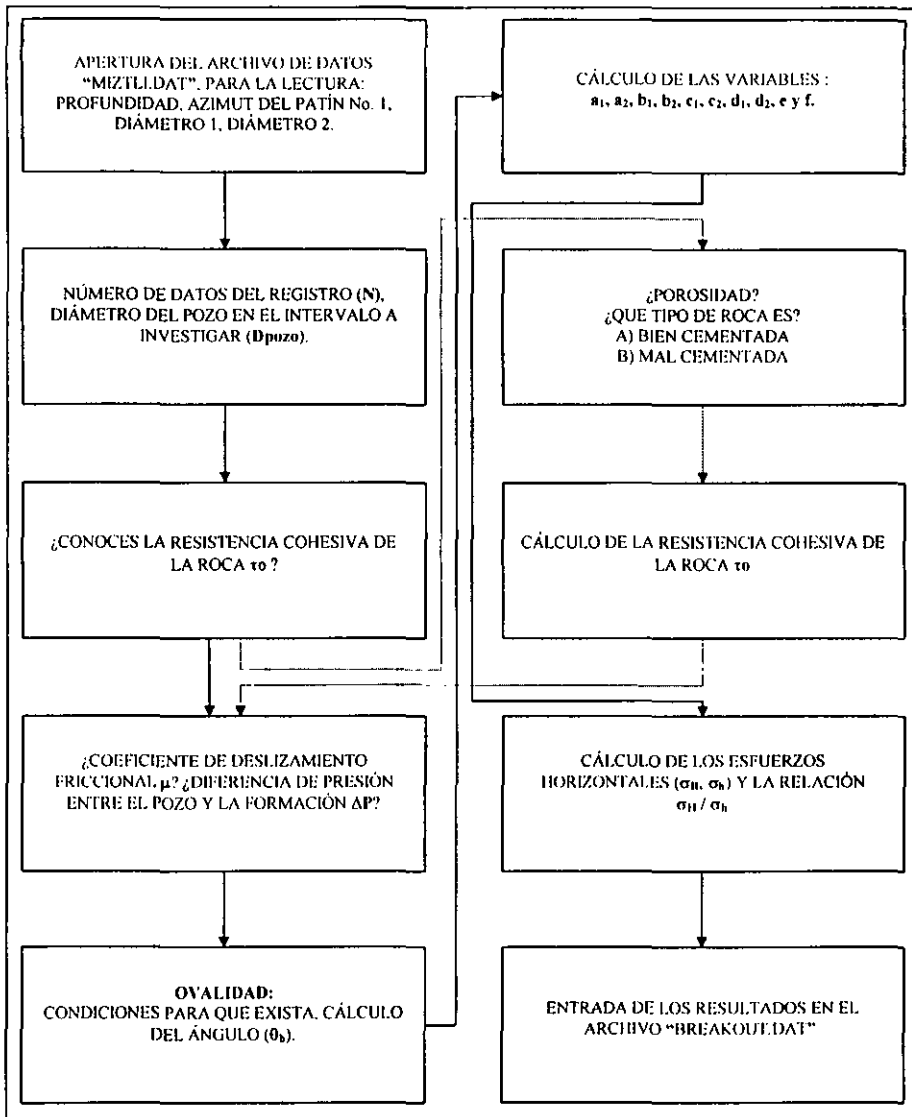 APERTURA DEL ARCHIVO DE DATOS
“MIZTLI.DAT”, PARA LA LECTURA:
PROFUNDIDAD, AZIMUT DEL PATÍN No. 1,
DIÁMETRO 1, DIÁMETRO 2.
NÚMERO DE DATOS DEL REGISTRO (N),
DIÁMETRO DEL POZO EN EL INTERVALO A
INVESTIGAR (Dpozo).
¿CONOCES LA RESISTENCIA COHESIVA DE
LA ROCA τo ?
¿COEFICIENTE DE DESLIZAMIENTO
FRICCIONAL μ? ¿DIFERENCIA DE PRESIÓN
ENTRE EL POZO Y LA FORMACIÓN ΔP?
OVALIDAD:
CONDICIONES PARA QUE EXISTA, CÁLCULO
DEL ÁNGULO (θb).
CÁLCULO DE LAS VARIABLES :
a1, a2, b1, b2, c1, c2, d1, d2, e y f.
¿POROSIDAD?
¿QUE TIPO DE ROCA ES?
A) BIEN CEMENTADA
B) MAL CEMENTADA
CÁLCULO DE LA RESISTENCIA COHESIVA DE
LA ROCA τo
CÁLCULO DE LOS ESFUERZOS
HORIZONTALES (σH, σh) Y LA RELACIÓN
σH / σh
ENTRADA DE LOS RESULTADOS EN EL
ARCHIVO “BREAKOUT.DAT”